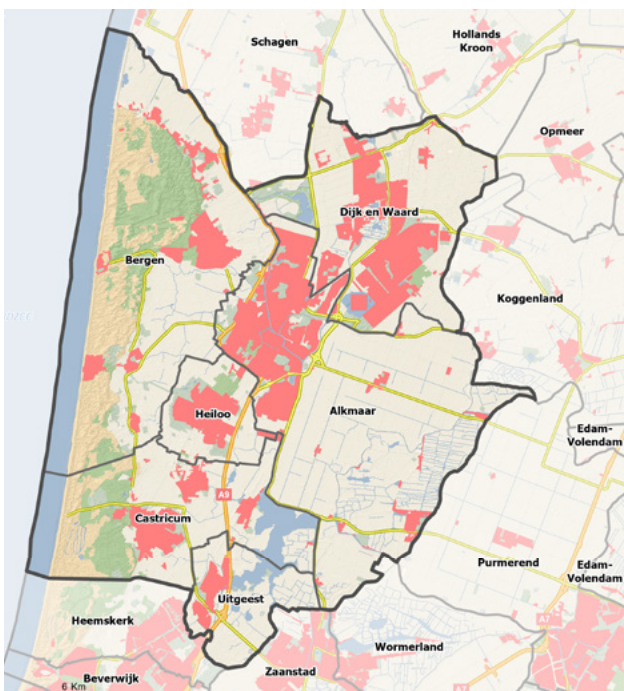 Schagen
Hollands
Kroon
Opmeer
Dijk en Waard
Bergen
Koggenland
Heiloo
Alkmaar
Edam-
Volendam
A9
Castricum
Purmerend
Edam-
Volendam
Uitgeest
Heemskerk
A7
Wormerland
Zaanstad
Beverwijk
6 Km